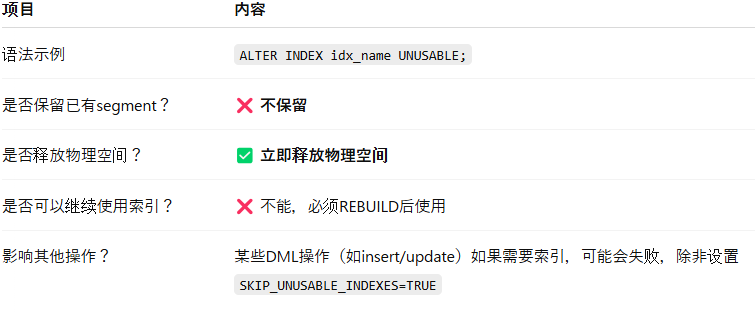 项目 内容
语法示例 ALTER INDEX idx_name UNUSABLE;
是否保留已有segment？ ❌ 不保留
是否释放物理空间？ ✅ 立即释放物理空间
是否可以继续使用索引？ ❌ 不能，必须REBUILD后使用
影响其他操作？ 某些DML操作（如insert/update）如果需要索引，可能会失败，除非设置
SKIP_UNUSABLE_INDEXES=TRUE